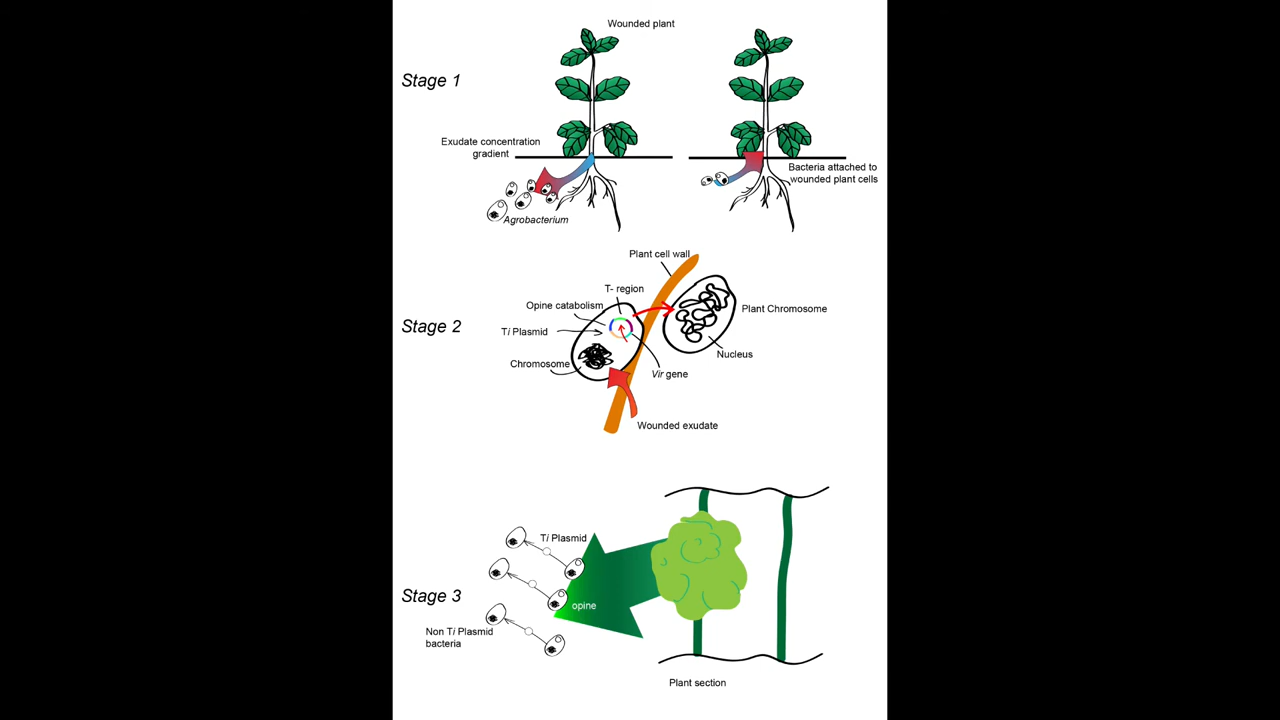 Wounded plant
Stage 1
Exudate concentration
gradient
Bacteria attached to
wounded plant cells
Agrobacterium
Plant cell wall
T- region
Opine catabolism
Plant Chromosome
Stage 2
Ti Plasmid
Nucleus
Chromosome
Vir gene
Wounded exudate
Ti Plasmid
Stage 3
opine
Non Ti Plasmid
bacteria
Plant section